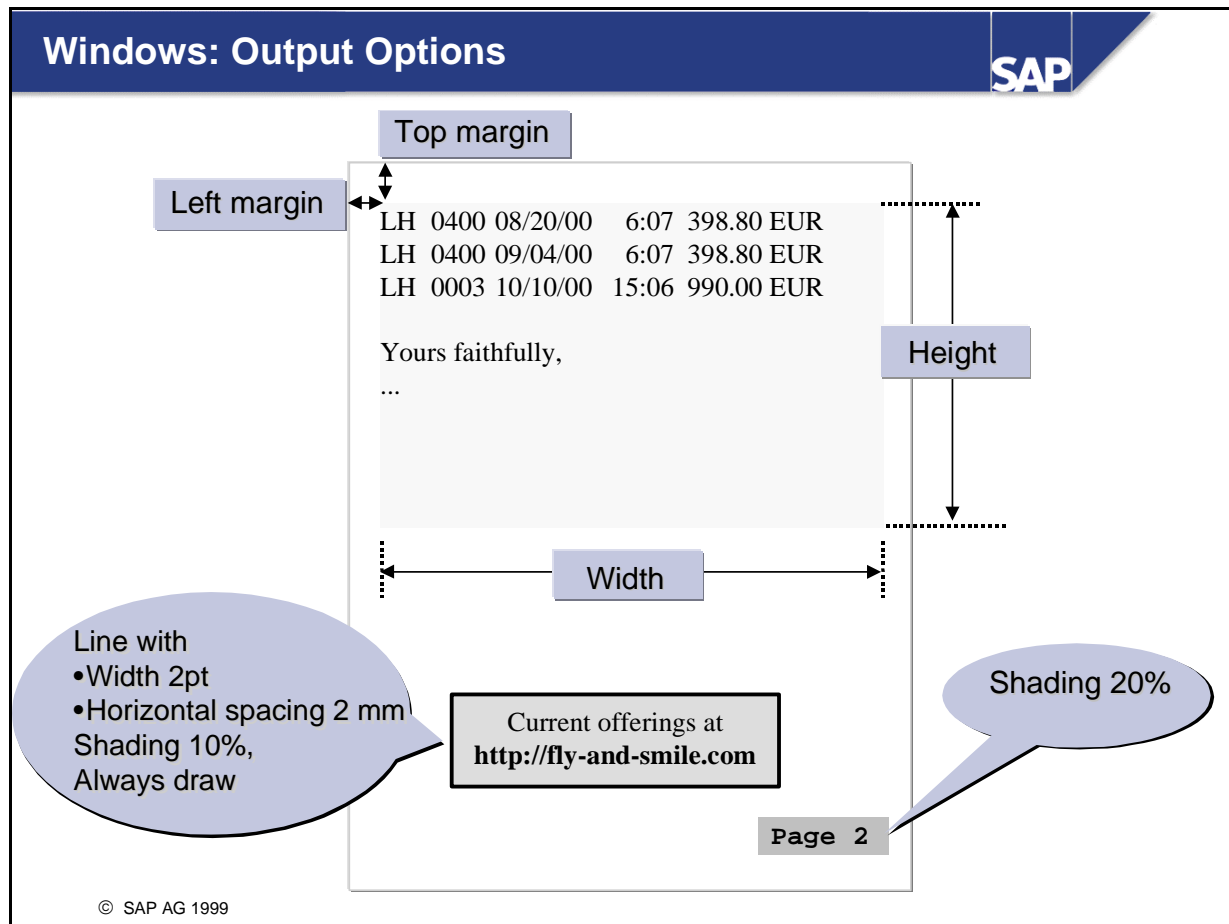 Windows: Output Options
SAP
Top margin
Left margin
LH 0400 08/20/00 6:07 398.80 EUR
LH 0400 09/04/00 6:07 398.80 EUR
LH 0003 10/10/00 15:06 990.00 EUR
Yours faithfully,
...
Height
Width
Line with
•Width 2pt
•Horizontal spacing 2 mm
Shading 10%,
Always draw
Current offerings at
http://fly-and-smile.com
Shading 20%
Page 2
© SAP AG 1999